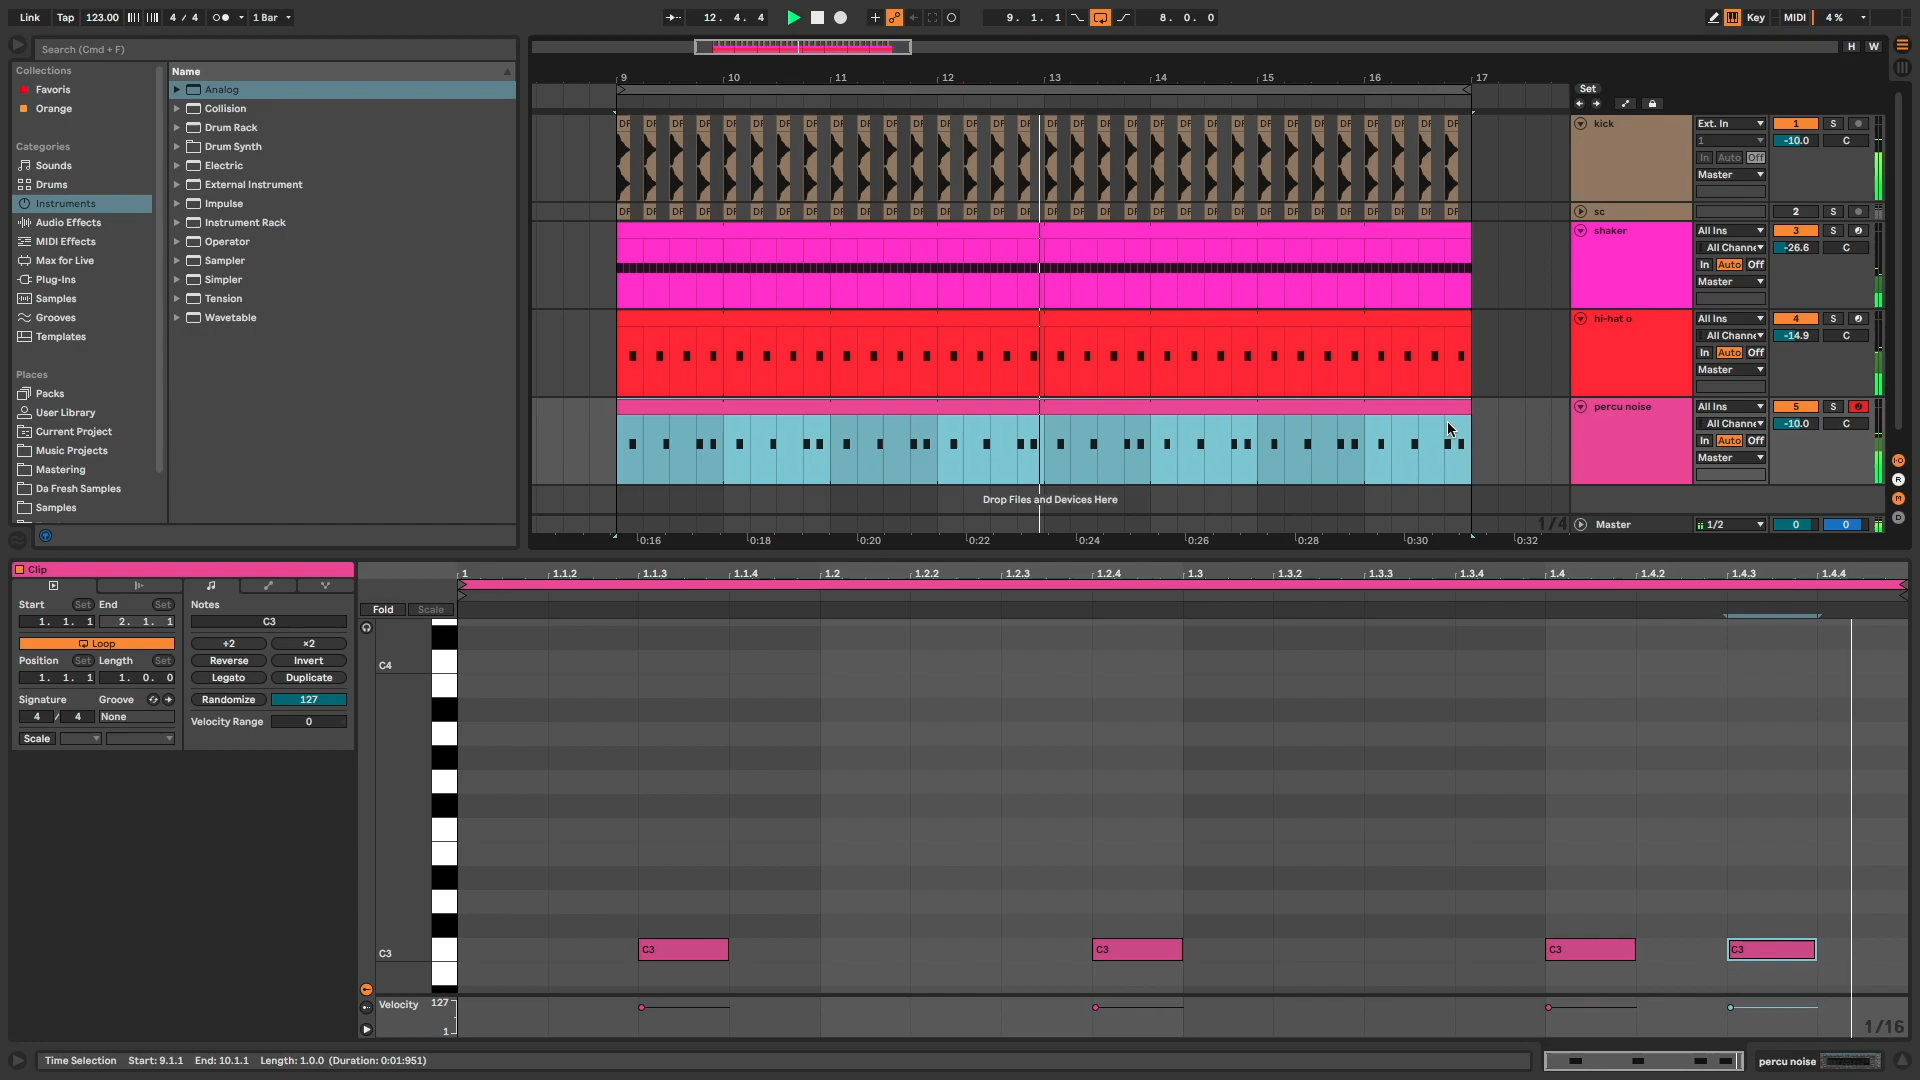 Link Tap 123.00 4 / 4 1 Bar 12. 4. 4 9. 1. 1 8. 0. 0 Key MIDI 4 %
Search (Cmd + F)
H W
Collections
Favoris
Orange
Categories
Sounds
Drums
Instruments
Audio Effects
MIDI Effects
Max for Live
Plug-Ins
Samples
Grooves
Templates
Places
Packs
User Library
Current Project
Music Projects
Mastering
Da Fresh Samples
Samples
Name
Analog
Collision
Drum Rack
Drum Synth
Electric
External Instrument
Impulse
Instrument Rack
Operator
Sampler
Simpler
Tension
Wavetable
9 10 11 12 13 14 15 16 17
Set
kick Ext. In 1 S
1 -10.0 C
In Auto Off
Master
sc 2 S
shaker All Ins 3 S
All Channe -26.6 C
In Auto Off
Master
hi-hat o All Ins 4 S
All Channe -14.9 C
In Auto Off
Master
percu noise All Ins 5 S
All Channe -10.0 C
In Auto Off
Master
Drop Files and Devices Here
1/4 Master 1/2 0 0
0:16 0:18 0:20 0:22 0:24 0:26 0:28 0:30 0:32
Clip
Start Set End Set
1. 1. 1 2. 1. 1
Loop
Position Set Length Set
1. 1. 1 1. 0. 0
Signature Groove
4 / 4 None
Scale
Notes
C3
÷2 ×2
Reverse Invert
Legato Duplicate
Randomize 127
Velocity Range 0
1 1.1.2 1.1.3 1.1.4 1.2 1.2.2 1.2.3 1.2.4 1.3 1.3.2 1.3.3 1.3.4 1.4 1.4.2 1.4.3 1.4.4
Fold Scale
C4
C3 C3 C3 C3 C3
Velocity 127
1
1/16
Time Selection Start: 9.1.1 End: 10.1.1 Length: 1.0.0 (Duration: 0:01:951)
percu noise